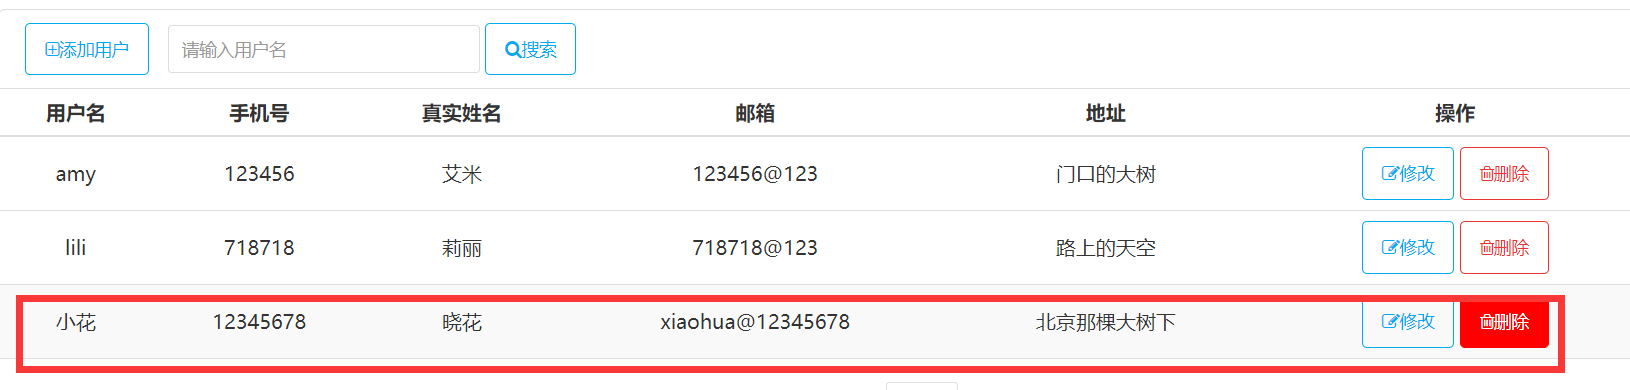 添加用户 请输入用户名 搜索
用户名 手机号 真实姓名 邮箱 地址 操作
amy 123456 艾米 123456@123 门口的大树 修改 删除
lili 718718 莉丽 718718@123 路上的天空 修改 删除
小花 12345678 晓花 xiaohua@12345678 北京那棵大树下 修改 删除